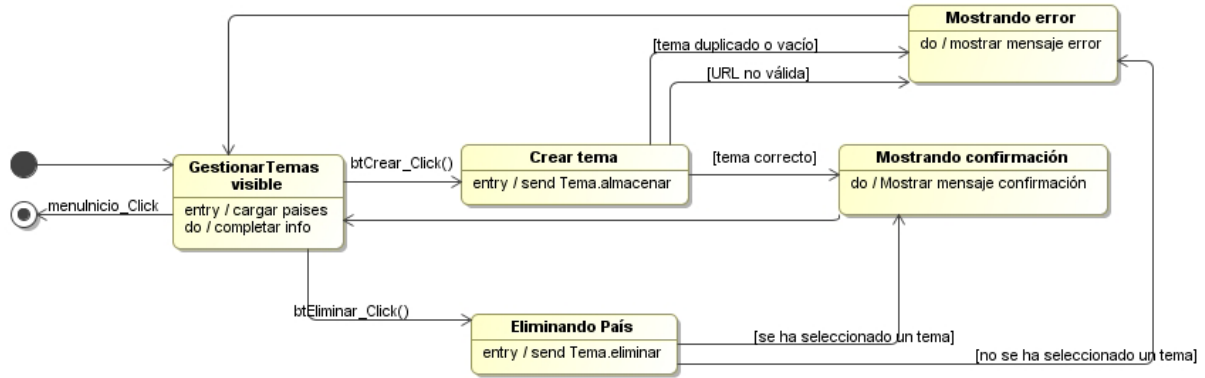 Mostrando error
do / mostrar mensaje error
[tema duplicado o vacío]
[URL no válida]
GestionarTemas
visible
entry / cargar paises
do / completar info
btCrear_Click()
Crear tema
entry / send Tema.almacenar
[tema correcto]
Mostrando confirmación
do / Mostrar mensaje confirmación
menuInicio_Click
btEliminar_Click()
Eliminando País
entry / send Tema.eliminar
[se ha seleccionado un tema]
[no se ha seleccionado un tema]